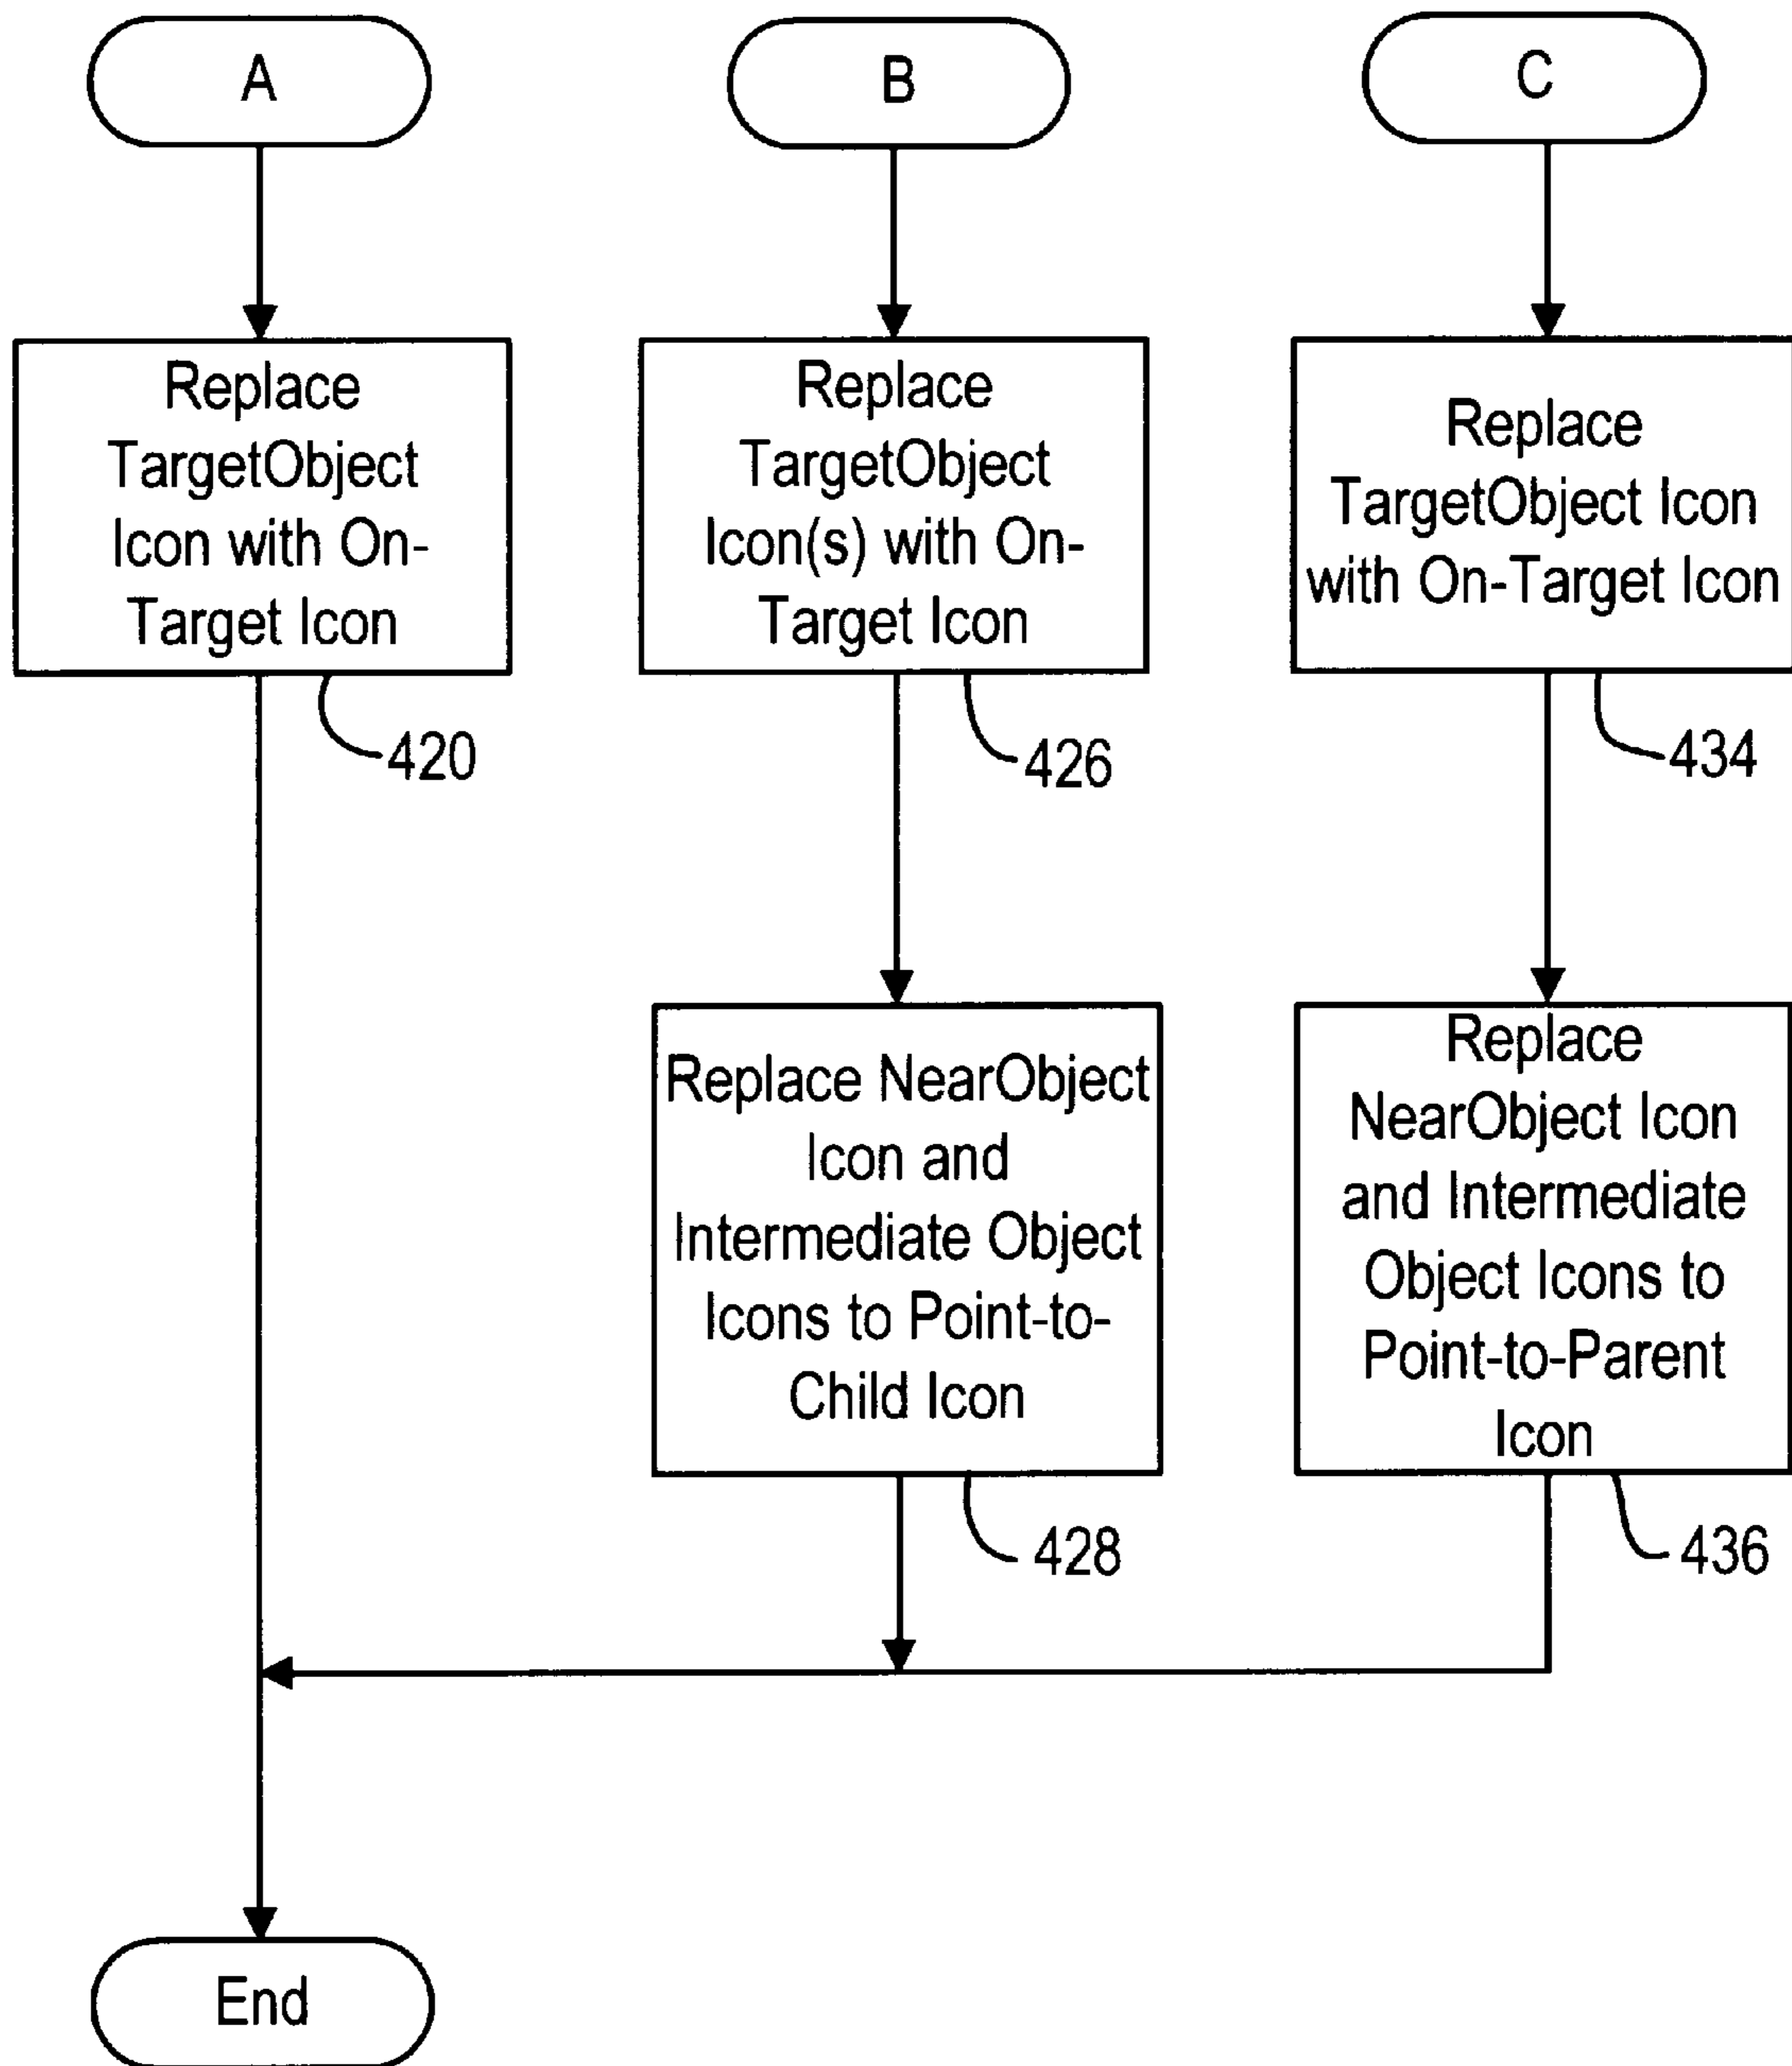 A
B
C
Replace
TargetObject
Icon with On-
Target Icon
420
Replace
TargetObject
Icon(s) with On-
Target Icon
426
Replace
TargetObject Icon
with On-Target Icon
434
Replace NearObject
Icon and
Intermediate Object
Icons to Point-to-
Child Icon
428
Replace
NearObject Icon
and Intermediate
Object Icons to
Point-to-Parent
Icon
436
End